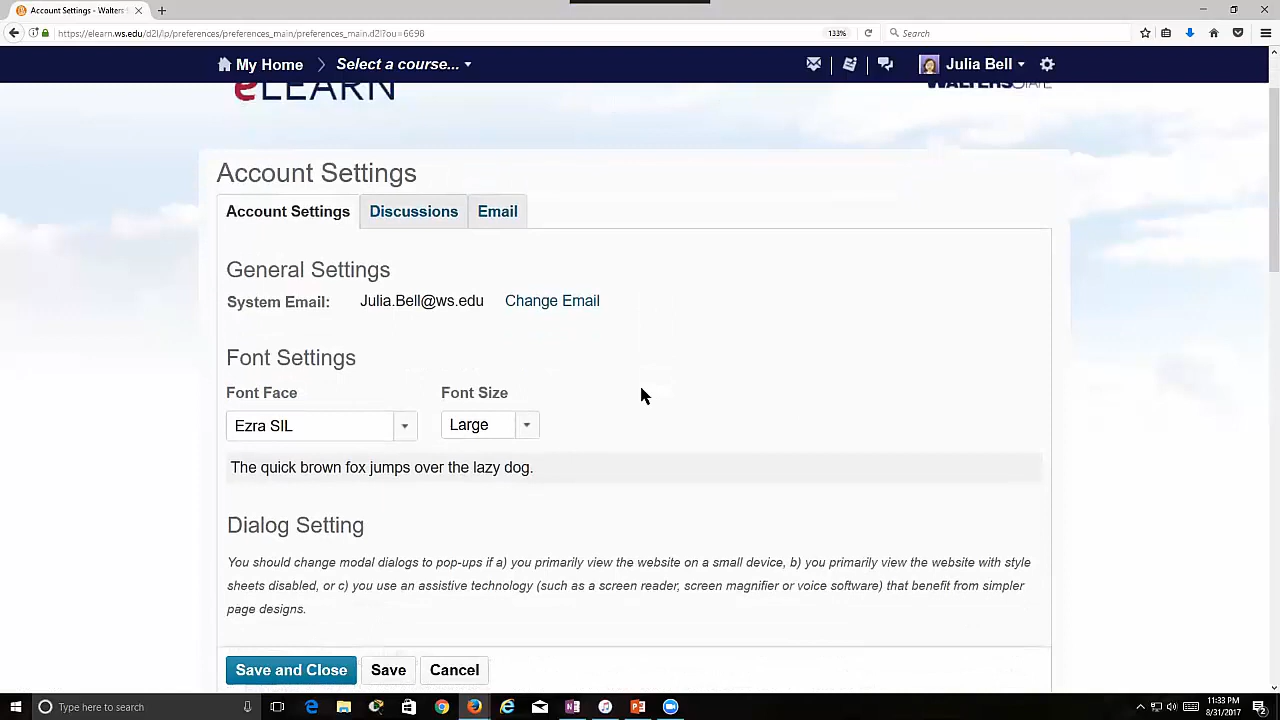 Account Settings - Walters
https://elearn.ws.edu/d2l/lp/preferences/preferences_main/preferences_main.d2l?ou=6698
133%
Search
My Home
Select a course...
Julia Bell
eLEARN
WALTERS STATE
Account Settings
Account Settings
Discussions
Email
General Settings
System Email: Julia.Bell@ws.edu Change Email
Font Settings
Font Face Font Size
Ezra SIL Large
The quick brown fox jumps over the lazy dog.
Dialog Setting
You should change modal dialogs to pop-ups if a) you primarily view the website on a small device, b) you primarily view the website with style
sheets disabled, or c) you use an assistive technology (such as a screen reader, screen magnifier or voice software) that benefit from simpler
page designs.
Save and Close Save Cancel
Type here to search
11:33 PM
8/31/2017